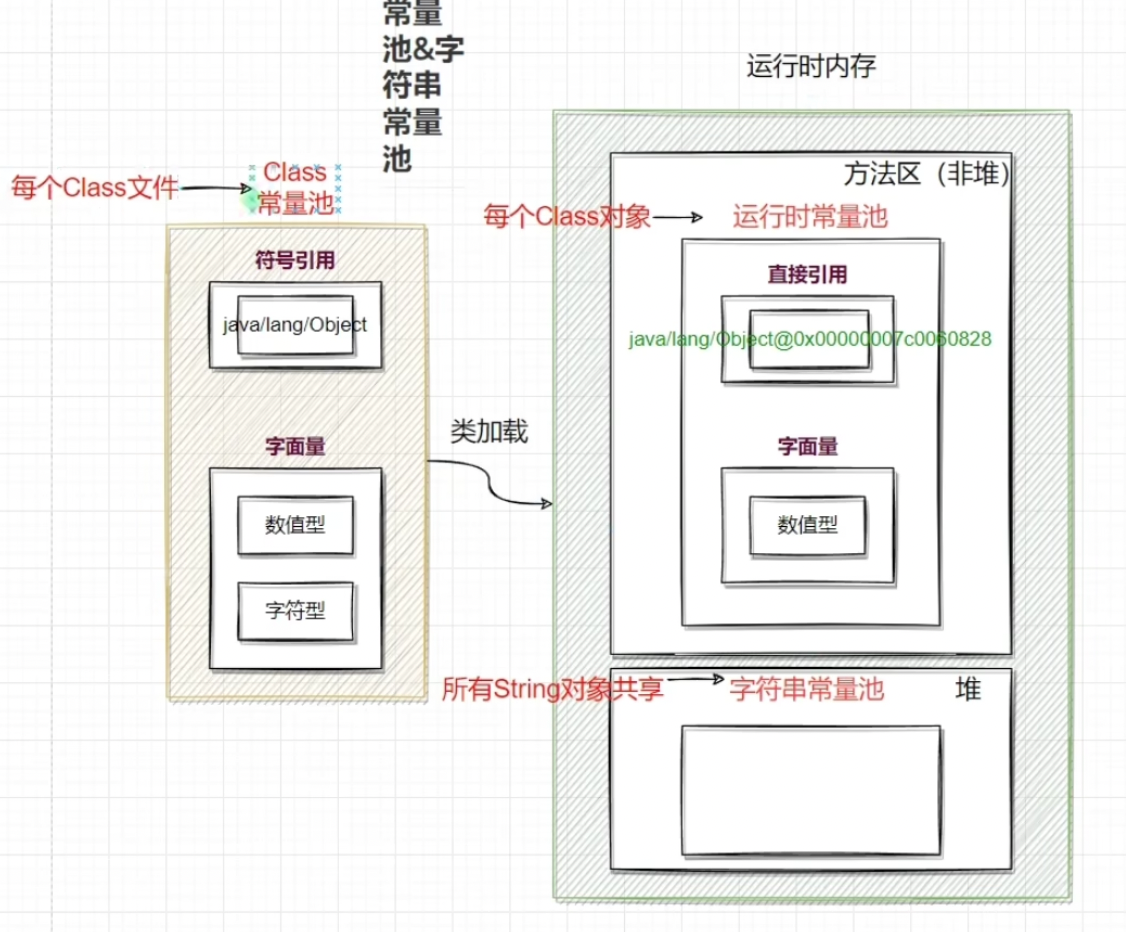 常量
池&字
符串
常量
池
运行时内存
每个Class文件
Class
常量池
符号引用
java/lang/Object
字面量
数值型
字符型
类加载
方法区（非堆）
每个Class对象
运行时常量池
直接引用
java/lang/Object@0x00000007c0060828
字面量
数值型
所有String对象共享
字符串常量池
堆